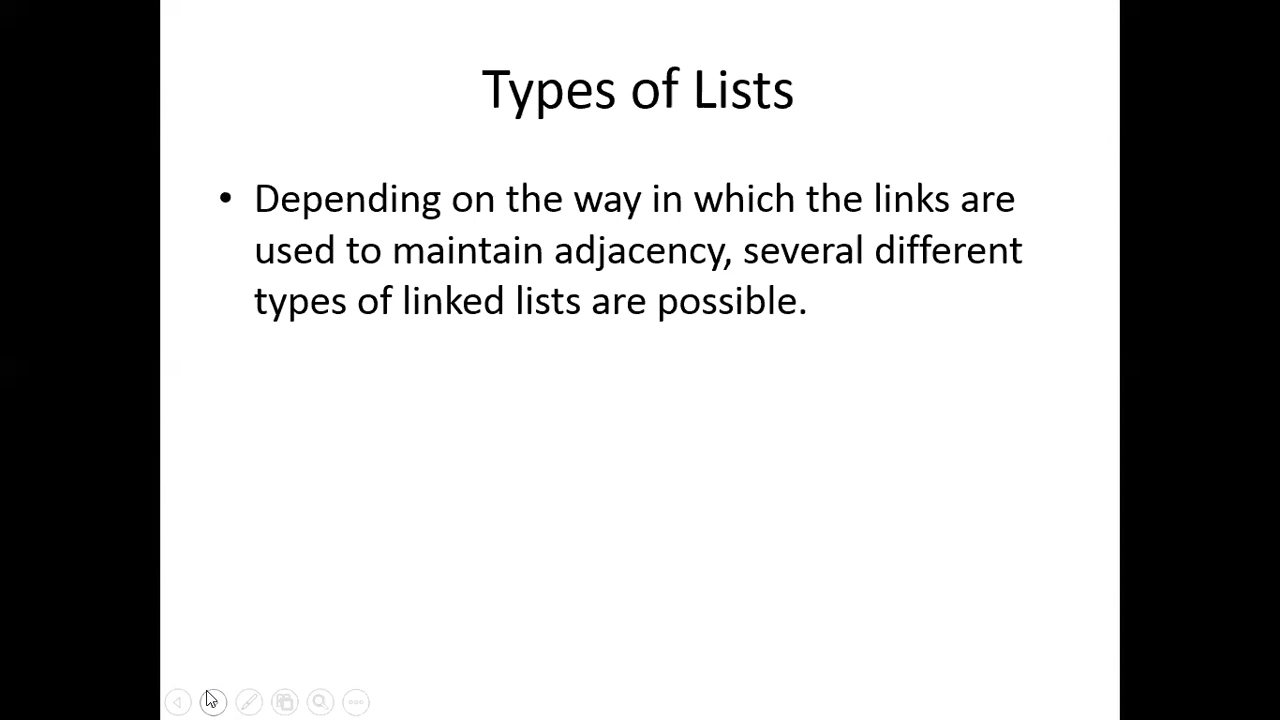 Types of Lists
• Depending on the way in which the links are
used to maintain adjacency, several different
types of linked lists are possible.